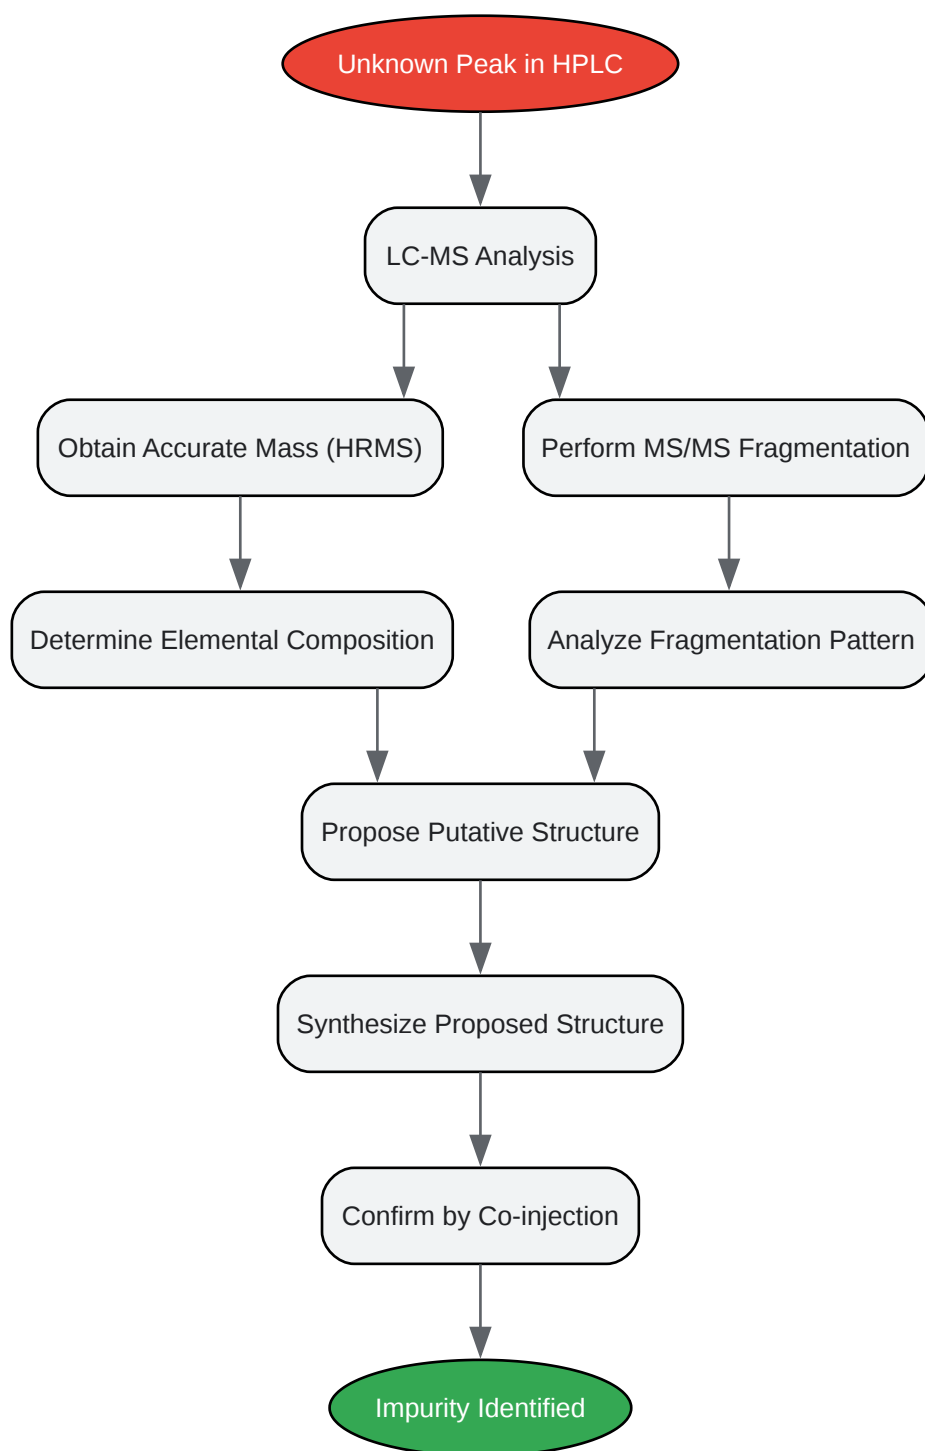 Unknown Peak in HPLC
LC-MS Analysis
Obtain Accurate Mass (HRMS)
Perform MS/MS Fragmentation
Determine Elemental Composition
Analyze Fragmentation Pattern
Propose Putative Structure
Synthesize Proposed Structure
Confirm by Co-injection
Impurity Identified